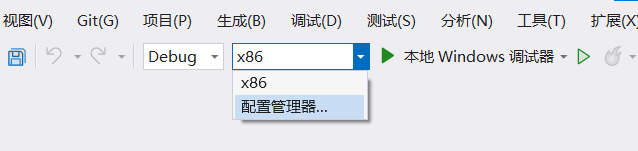 视图(V) Git(G) 项目(P) 生成(B) 调试(D) 测试(S) 分析(N) 工具(T) 扩展(X)
Debug x86 本地 Windows 调试器
x86
配置管理器...